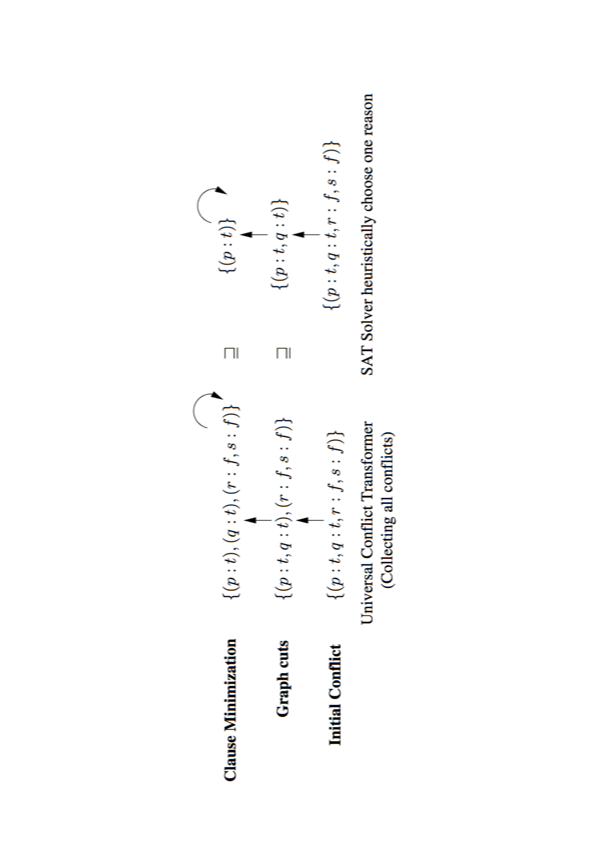 Clause Minimization {(p : t), (q : t), (r : f, s : f)} ⊒ {(p : t)}
Graph cuts {(p : t, q : t), (r : f, s : f)} ⊒ {(p : t, q : t)}
Initial Conflict {(p : t, q : t, r : f, s : f)} {(p : t, q : t, r : f, s : f)}
Universal Conflict Transformer SAT Solver heuristically choose one reason
(Collecting all conflicts)